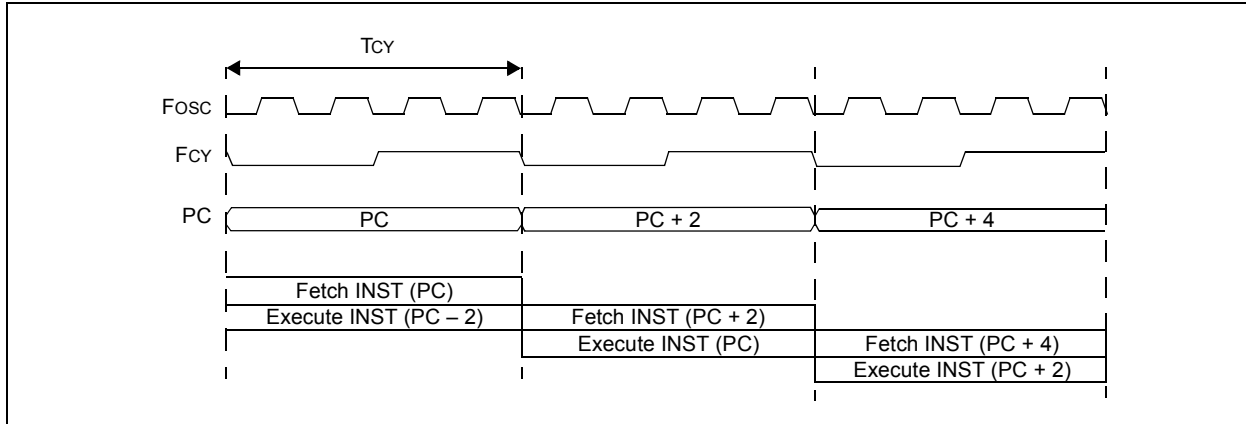 TCY
FOSC
FCY
PC PC PC + 2 PC + 4
Fetch INST (PC)
Execute INST (PC – 2) Fetch INST (PC + 2)
Execute INST (PC) Fetch INST (PC + 4)
Execute INST (PC + 2)